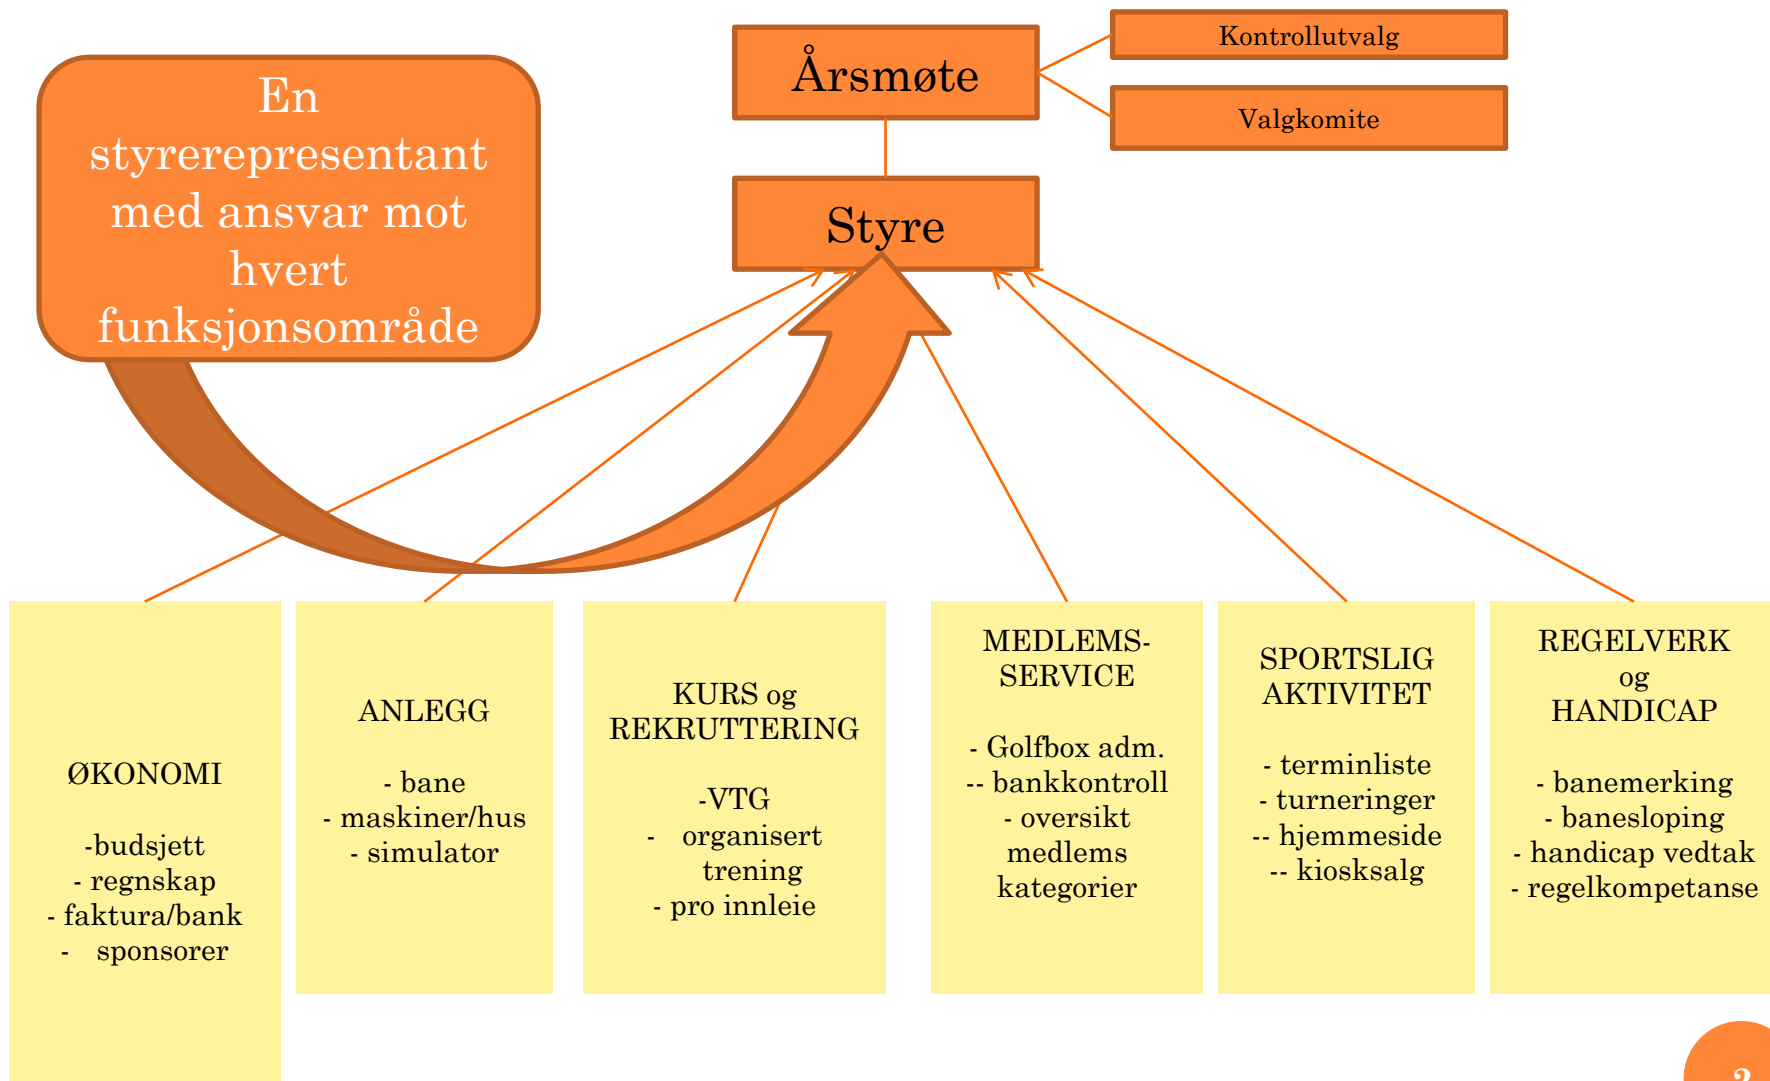 Kontrollutvalg
Årsmøte
Valgkomite
En
styrerepresentant
med ansvar mot
hvert
funksjonsområde
Styre
ØKONOMI
-budsjett
- regnskap
- faktura/bank
- sponsorer
ANLEGG
- bane
- maskiner/hus
- simulator
KURS og
REKRUTTERING
-VTG
- organisert
trening
- pro innleie
MEDLEMS-
SERVICE
- Golfbox adm.
-- bankkontroll
- oversikt
medlems
kategorier
SPORTSLIG
AKTIVITET
- terminliste
- turneringer
-- hjemmeside
-- kiosksalg
REGELVERK
og
HANDICAP
- banemerking
- banesloping
- handicap vedtak
- regelkompetanse